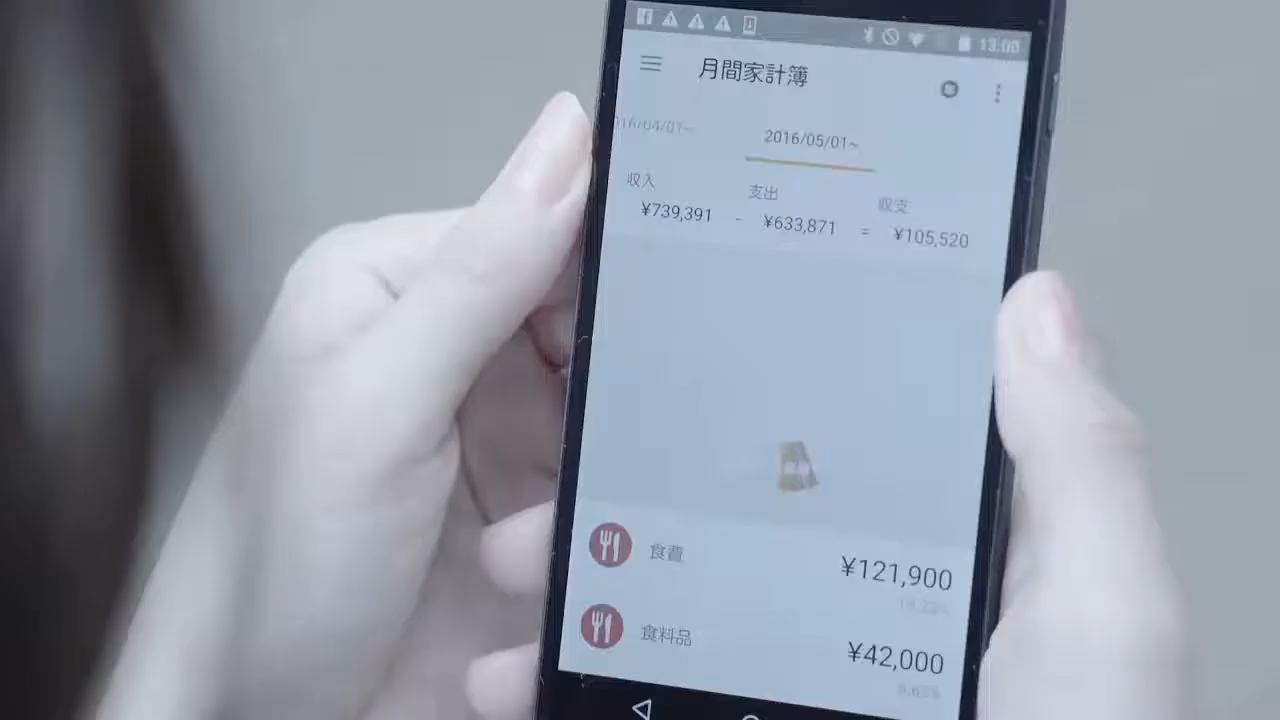 13:00
月間家計簿
2016/04/01~
2016/05/01~
収入 支出 収支
¥739,391 - ¥633,871 = ¥105,520
食費 ¥121,900
食料品 ¥42,000